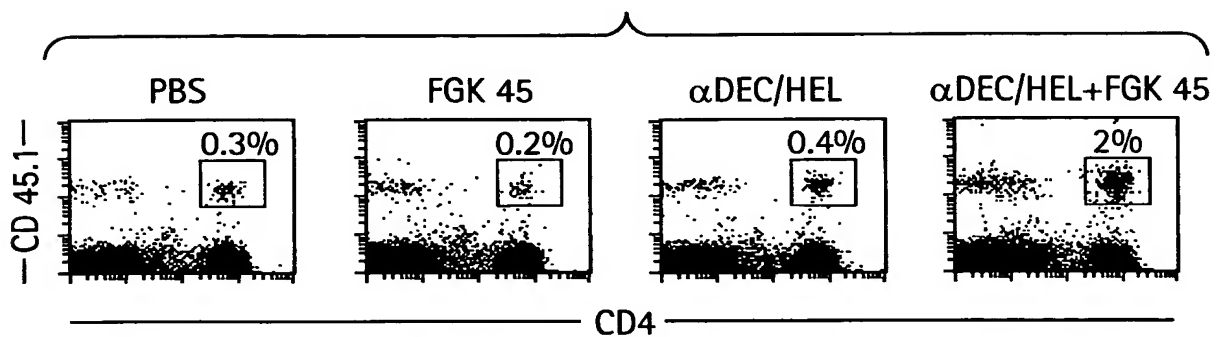 PBS
FGK 45
αDEC/HEL
αDEC/HEL+FGK 45
0.3%
0.2%
0.4%
2%
CD 45.1
CD4